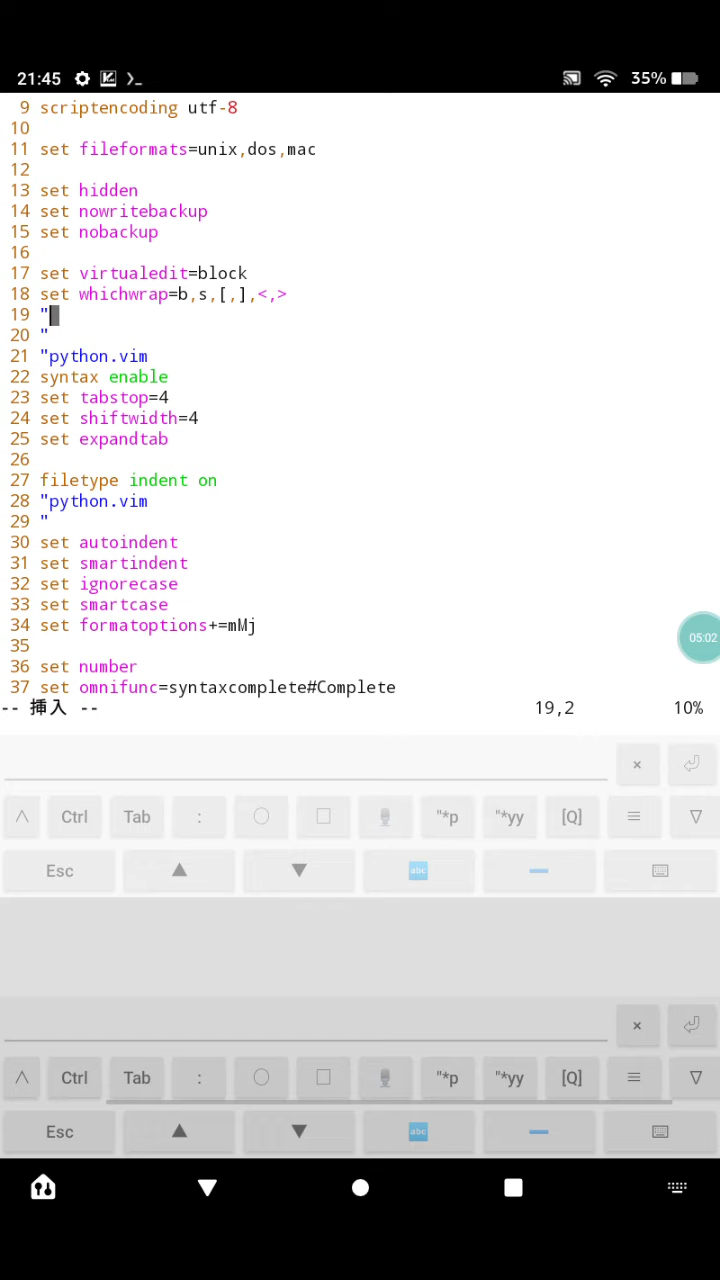 21:45 35%
9 scriptencoding utf-8
10
11 set fileformats=unix,dos,mac
12
13 set hidden
14 set nowritebackup
15 set nobackup
16
17 set virtualedit=block
18 set whichwrap=b,s,[,],<,>
19 "
20 "
21 "python.vim
22 syntax enable
23 set tabstop=4
24 set shiftwidth=4
25 set expandtab
26
27 filetype indent on
28 "python.vim
29 "
30 set autoindent
31 set smartindent
32 set ignorecase
33 set smartcase
34 set formatoptions+=mMj
05:02
35
36 set number
37 set omnifunc=syntaxcomplete#Complete
-- 挿入 -- 19,2 10%
×
Ctrl Tab : "*p "*yy [Q] ≡ ▽
Esc ▲ ▼ abc
×
Ctrl Tab : "*p "*yy [Q] ≡ ▽
Esc ▲ ▼ abc